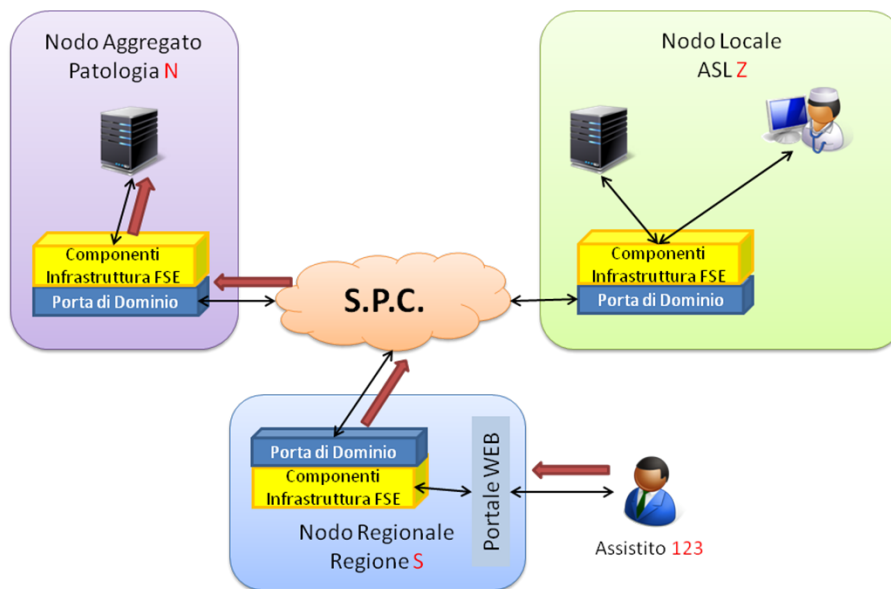 Nodo Aggregato
Patologia N
Componenti
Infrastruttura FSE
Porta di Dominio
Nodo Locale
ASL Z
Componenti
Infrastruttura FSE
Porta di Dominio
S.P.C.
Porta di Dominio
Componenti
Infrastruttura FSE
Nodo Regionale
Regione S
Portale WEB
Assistito 123